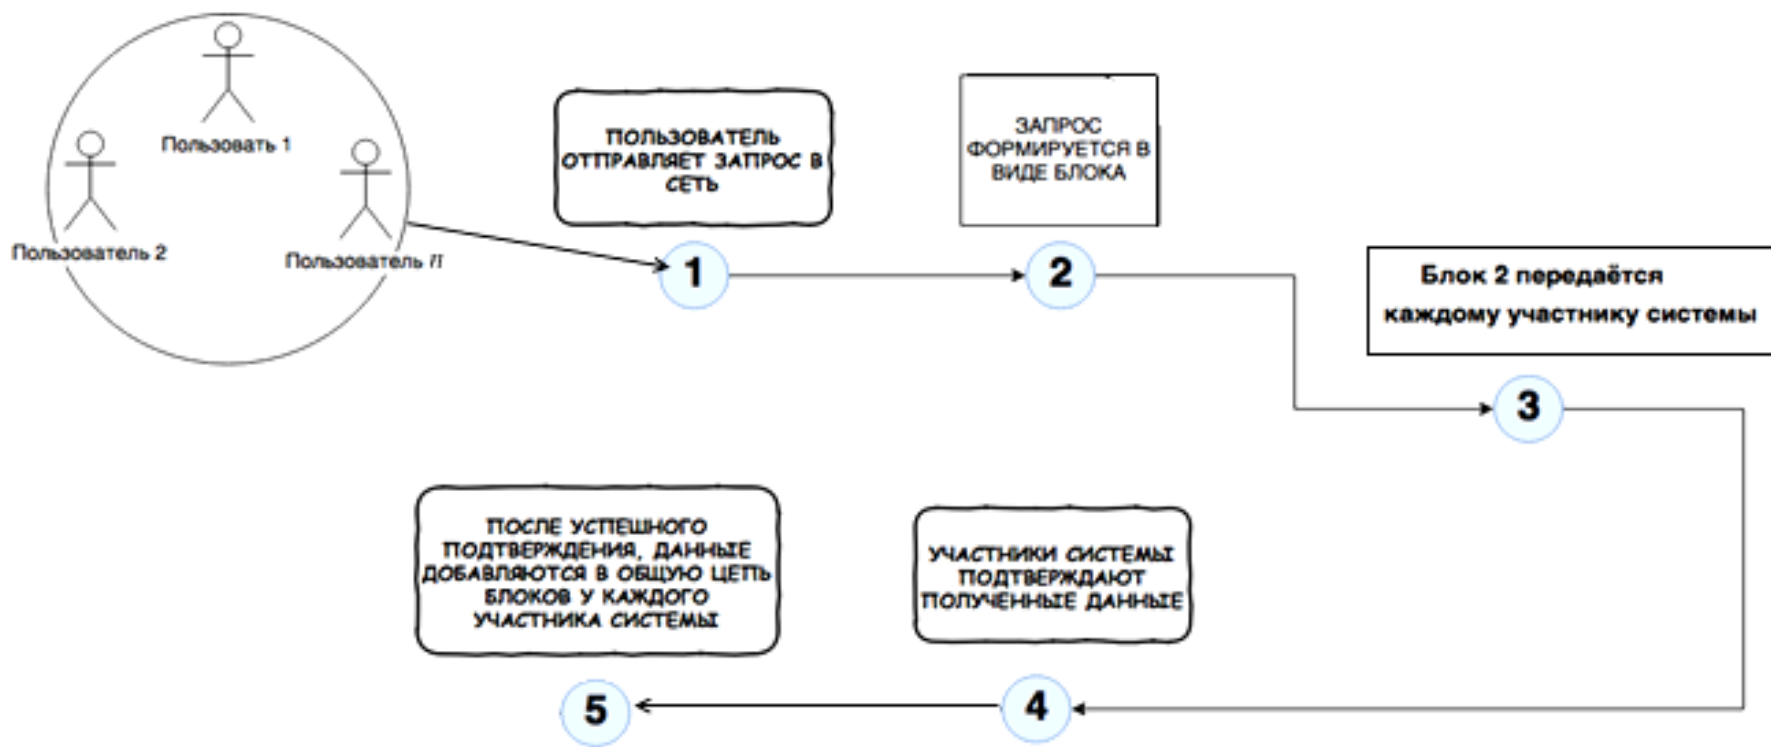 Пользовать 1
Пользователь 2
Пользователь n
ПОЛЬЗОВАТЕЛЬ
ОТПРАВЛЯЕТ ЗАПРОС В
СЕТЬ
1
ЗАПРОС
ФОРМИРУЕТСЯ В
ВИДЕ БЛОКА
2
Блок 2 передаётся
каждому участнику системы
3
УЧАСТНИКИ СИСТЕМЫ
ПОДТВЕРЖДАЮТ
ПОЛУЧЕННЫЕ ДАННЫЕ
4
ПОСЛЕ УСПЕШНОГО
ПОДТВЕРЖДЕНИЯ, ДАННЫЕ
ДОБАВЛЯЮТСЯ В ОБЩУЮ ЦЕПЬ
БЛОКОВ У КАЖДОГО
УЧАСТНИКА СИСТЕМЫ
5